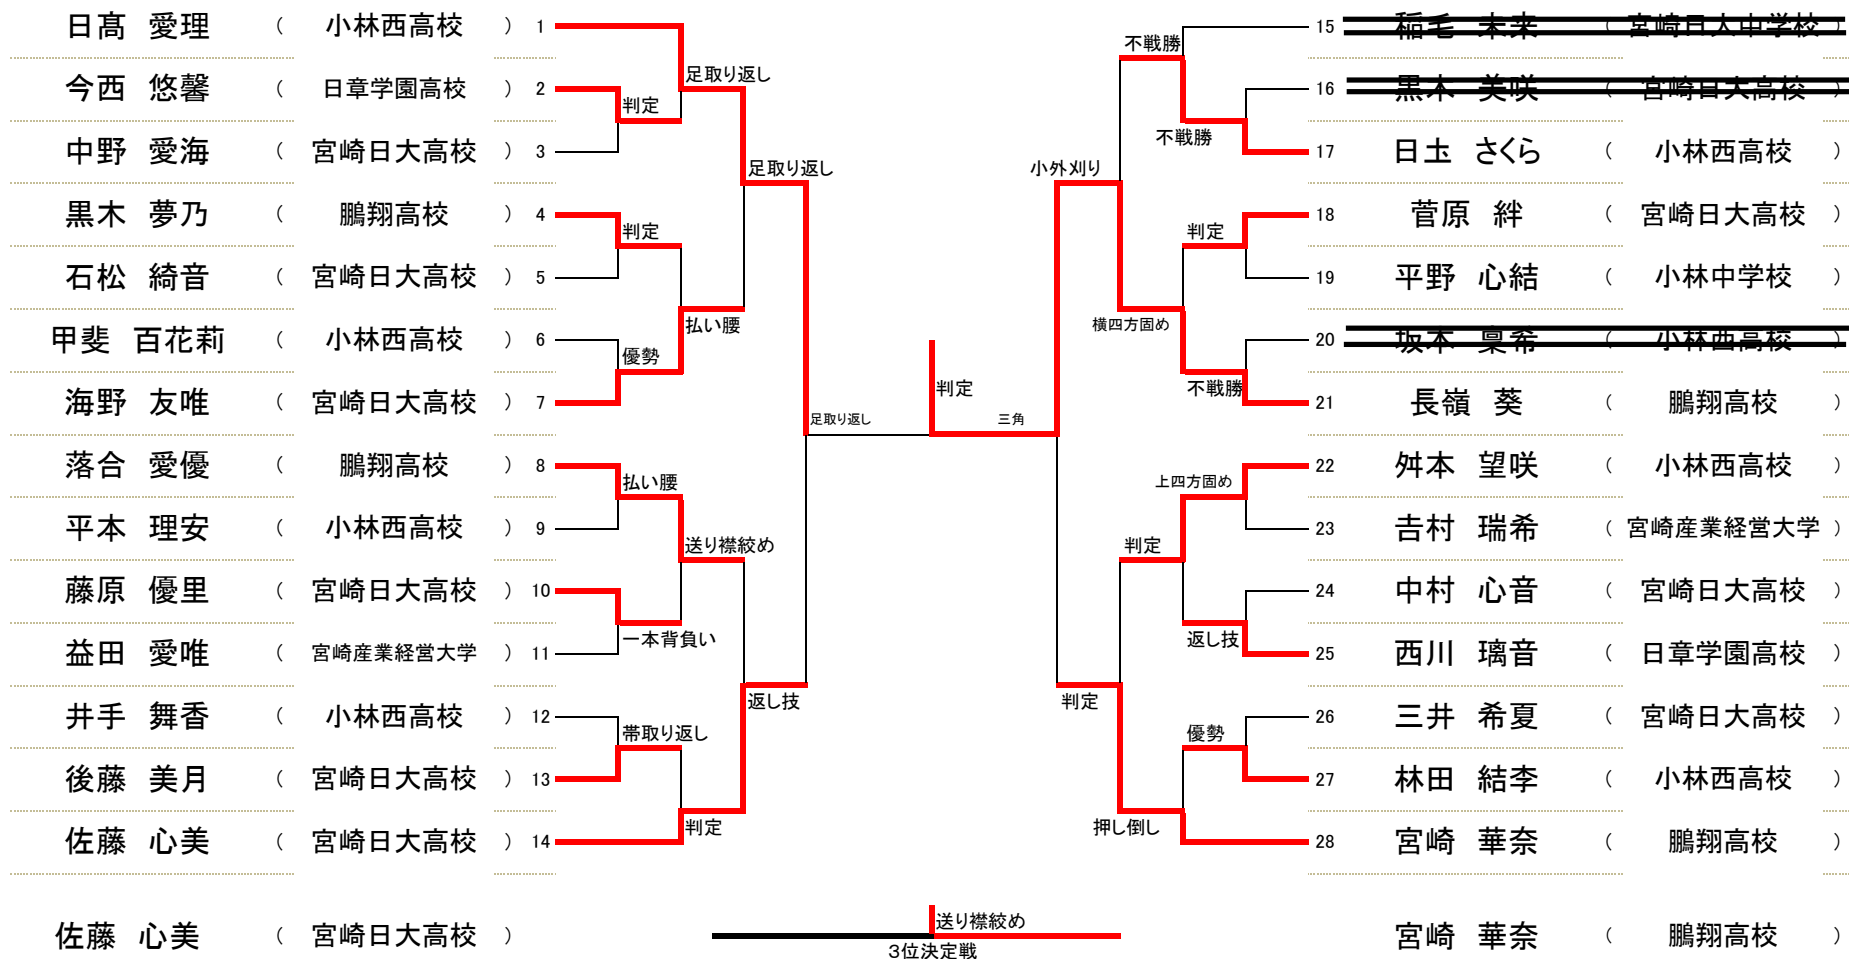 日髙 愛理 （ 小林西高校 ） 1
今西 悠馨 （ 日章学園高校 ） 2
中野 愛海 （ 宮崎日大高校 ） 3
黒木 夢乃 （ 鵬翔高校 ） 4
石松 綺音 （ 宮崎日大高校 ） 5
甲斐 百花莉 （ 小林西高校 ） 6
海野 友唯 （ 宮崎日大高校 ） 7
落合 愛優 （ 鵬翔高校 ） 8
平本 理安 （ 小林西高校 ） 9
藤原 優里 （ 宮崎日大高校 ） 10
益田 愛唯 （ 宮崎産業経営大学 ） 11
井手 舞香 （ 小林西高校 ） 12
後藤 美月 （ 宮崎日大高校 ） 13
佐藤 心美 （ 宮崎日大高校 ） 14
足取り返し
判定
足取り返し
判定
払い腰
優勢
足取り返し
払い腰
送り襟絞め
一本背負い
返し技
帯取り返し
判定
判定
三角
不戦勝
不戦勝
小外刈り
判定
横四方固め
不戦勝
上四方固め
判定
返し技
判定
優勢
押し倒し
15 稲毛 未来 （ 宮崎日大中学校 ）
16 黒木 美咲 （ 宮崎日大高校 ）
17 日圡 さくら （ 小林西高校 ）
18 菅原 絆 （ 宮崎日大高校 ）
19 平野 心結 （ 小林中学校 ）
20 坂本 稟希 （ 小林西高校 ）
21 長嶺 葵 （ 鵬翔高校 ）
22 舛本 望咲 （ 小林西高校 ）
23 𠮷村 瑞希 （ 宮崎産業経営大学 ）
24 中村 心音 （ 宮崎日大高校 ）
25 西川 璃音 （ 日章学園高校 ）
26 三井 希夏 （ 宮崎日大高校 ）
27 林田 結李 （ 小林西高校 ）
28 宮崎 華奈 （ 鵬翔高校 ）
佐藤 心美 （ 宮崎日大高校 ）
送り襟絞め
3位決定戦
宮崎 華奈 （ 鵬翔高校 ）